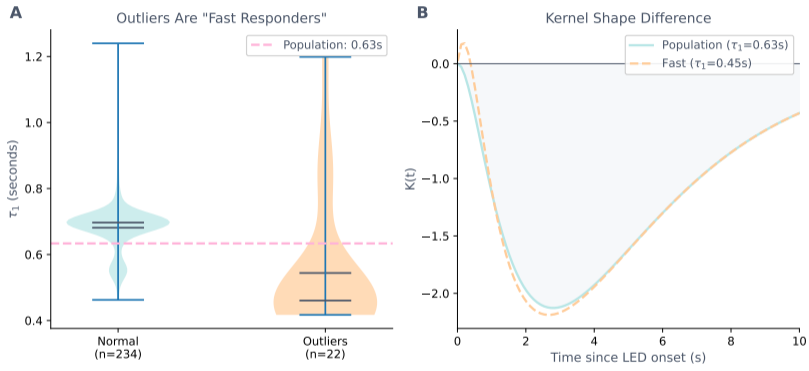 A
Outliers Are "Fast Responders"
Population: 0.63s
τ₁ (seconds)
1.2
1.0
0.8
0.6
0.4
Normal
(n=234)
Outliers
(n=22)
B
Kernel Shape Difference
Population (τ₁=0.63s)
Fast (τ₁=0.45s)
K(t)
0.0
−0.5
−1.0
−1.5
−2.0
0 2 4 6 8 10
Time since LED onset (s)